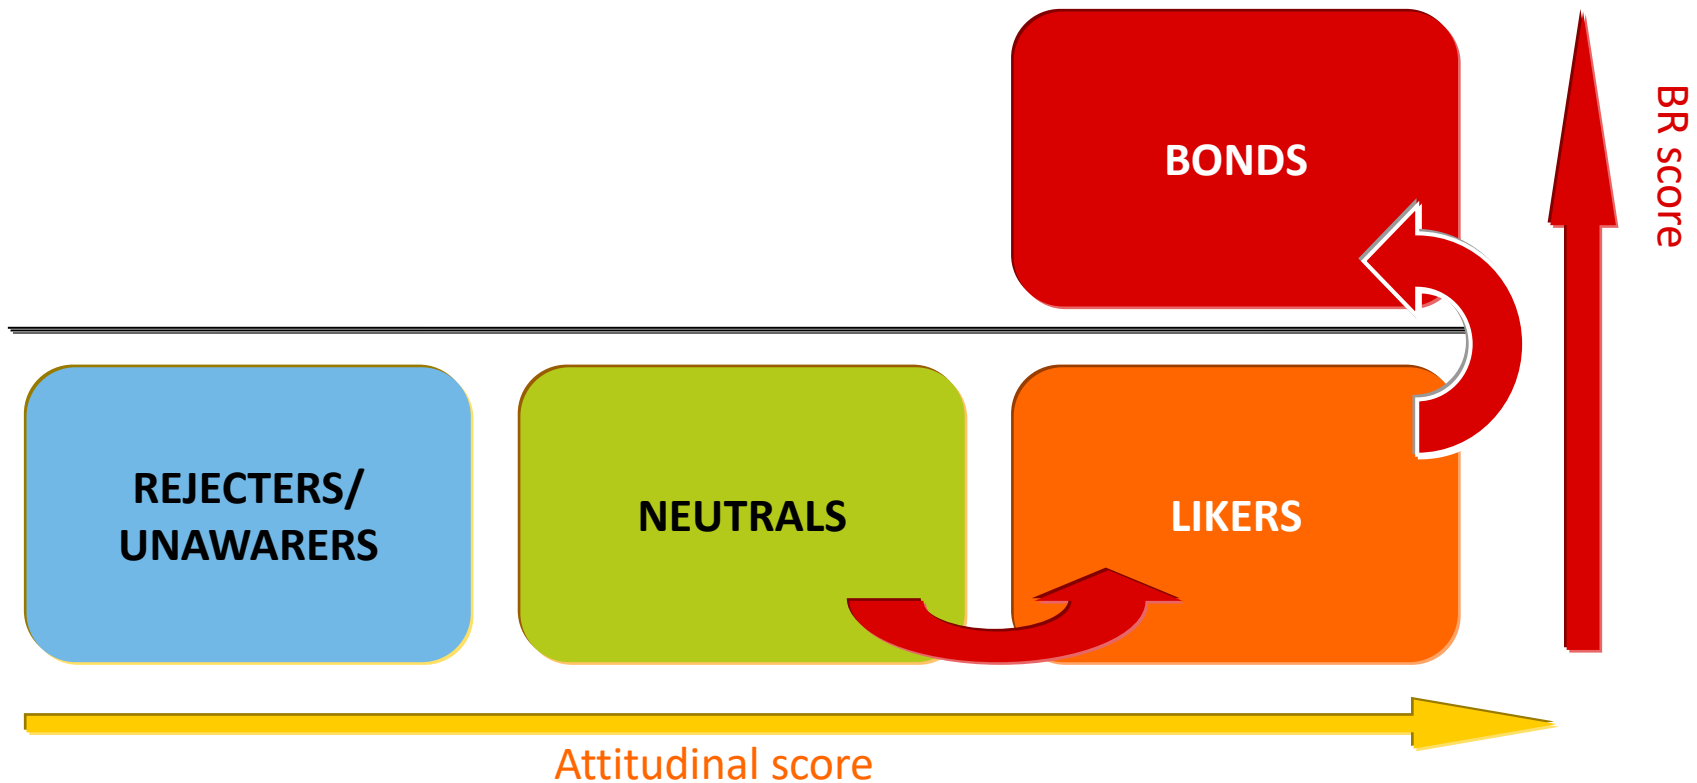 BONDS
BR score
REJECTERS/
UNAWARERS
NEUTRALS
LIKERS
Attitudinal score